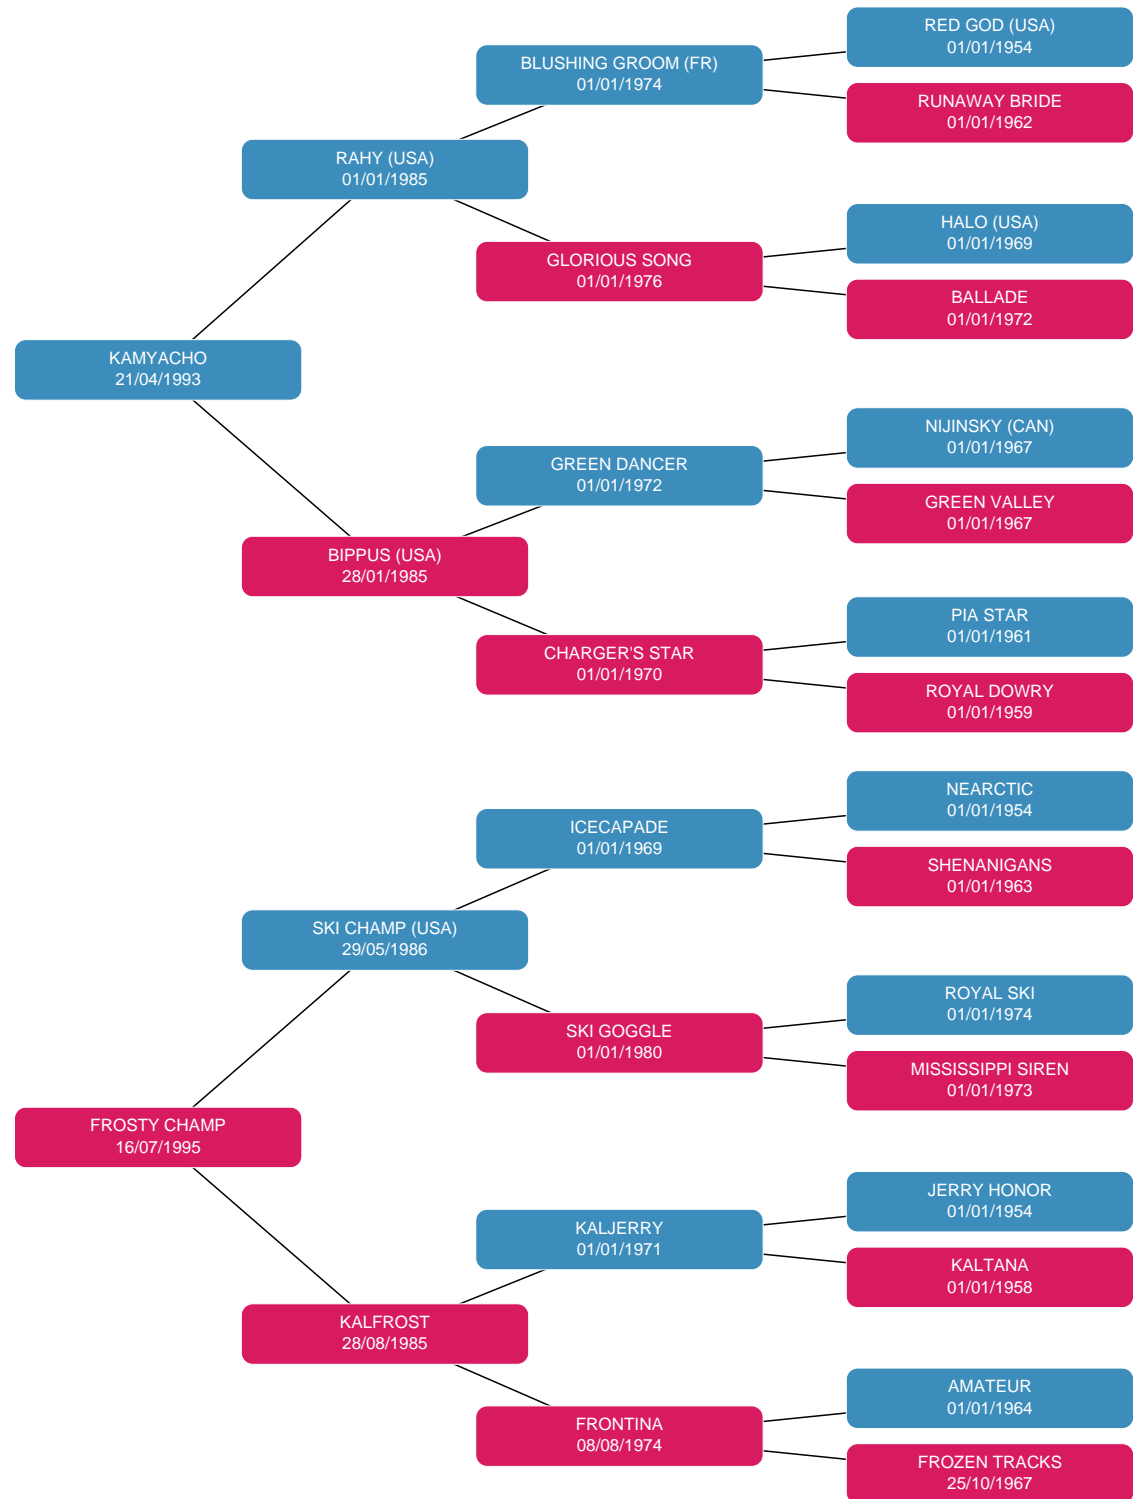 RED GOD (USA)
01/01/1954
BLUSHING GROOM (FR)
01/01/1974
RUNAWAY BRIDE
01/01/1962
RAHY (USA)
01/01/1985
HALO (USA)
01/01/1969
GLORIOUS SONG
01/01/1976
BALLADE
01/01/1972
KAMYACHO
21/04/1993
NIJINSKY (CAN)
01/01/1967
GREEN DANCER
01/01/1972
GREEN VALLEY
01/01/1967
BIPPUS (USA)
28/01/1985
PIA STAR
01/01/1961
CHARGER'S STAR
01/01/1970
ROYAL DOWRY
01/01/1959
NEARCTIC
01/01/1954
ICECAPADE
01/01/1969
SHENANIGANS
01/01/1963
SKI CHAMP (USA)
29/05/1986
ROYAL SKI
01/01/1974
SKI GOGGLE
01/01/1980
MISSISSIPPI SIREN
01/01/1973
FROSTY CHAMP
16/07/1995
JERRY HONOR
01/01/1954
KALJERRY
01/01/1971
KALTANA
01/01/1958
KALFROST
28/08/1985
AMATEUR
01/01/1964
FRONTINA
08/08/1974
FROZEN TRACKS
25/10/1967